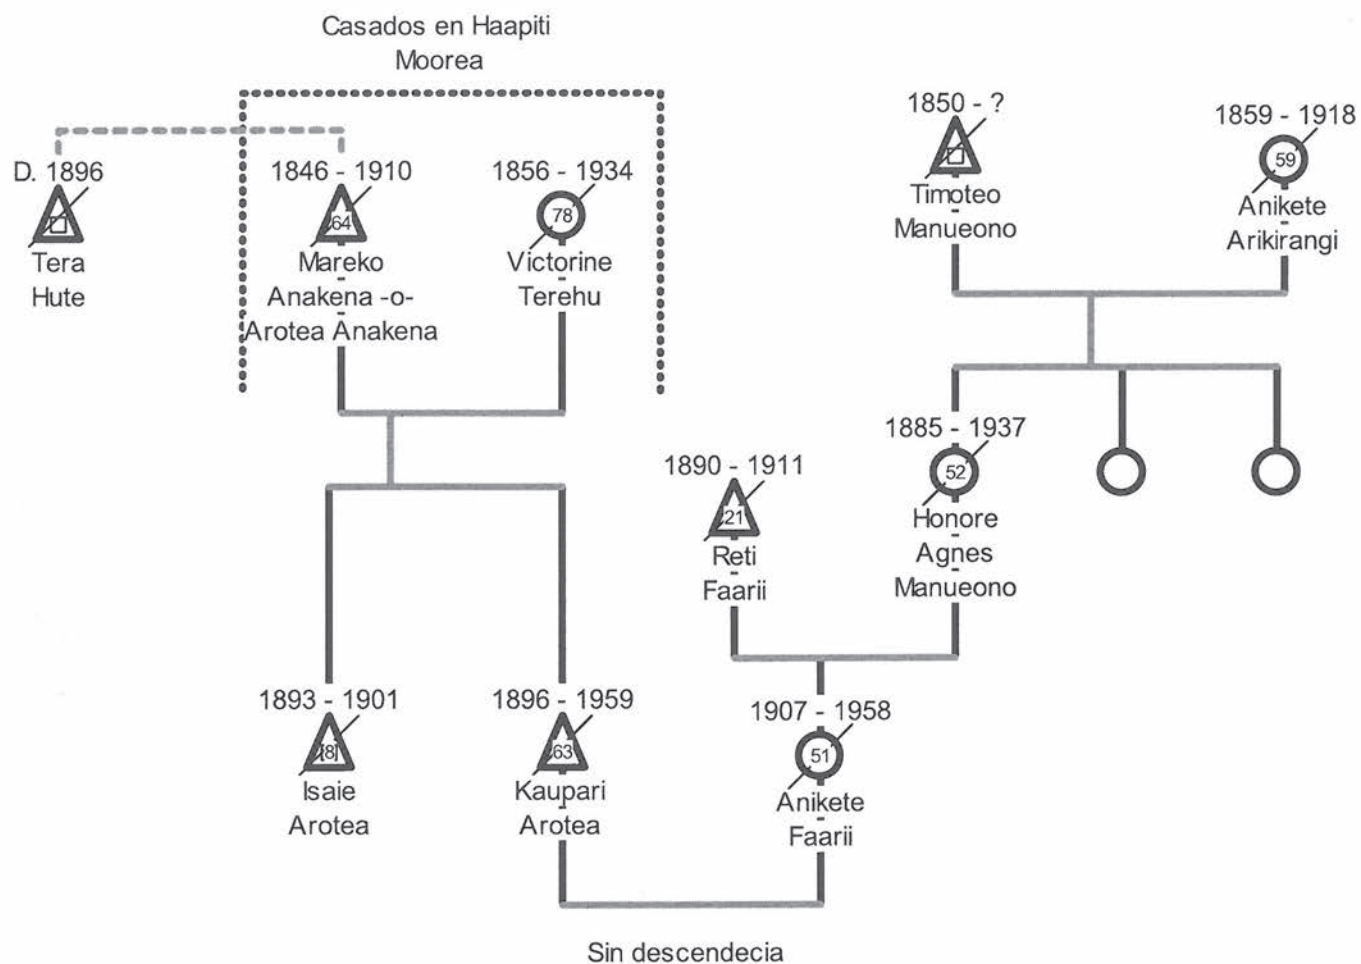 Casados en Haapiti
Moorea
D. 1896
Tera
Hute
1846 - 1910
64
Mareko
Anakena -o-
Arotea Anakena
1856 - 1934
78
Victorine
Terehu
1850 - ?
Timoteo
Manueono
1859 - 1918
59
Anikete
Arikirangi
1890 - 1911
21
Reti
Faarii
1885 - 1937
52
Honore
Agnes
Manueono
1893 - 1901
[8]
Isaie
Arotea
1896 - 1959
63
Kaupari
Arotea
1907 - 1958
51
Anikete
Faarii
Sin descendecia